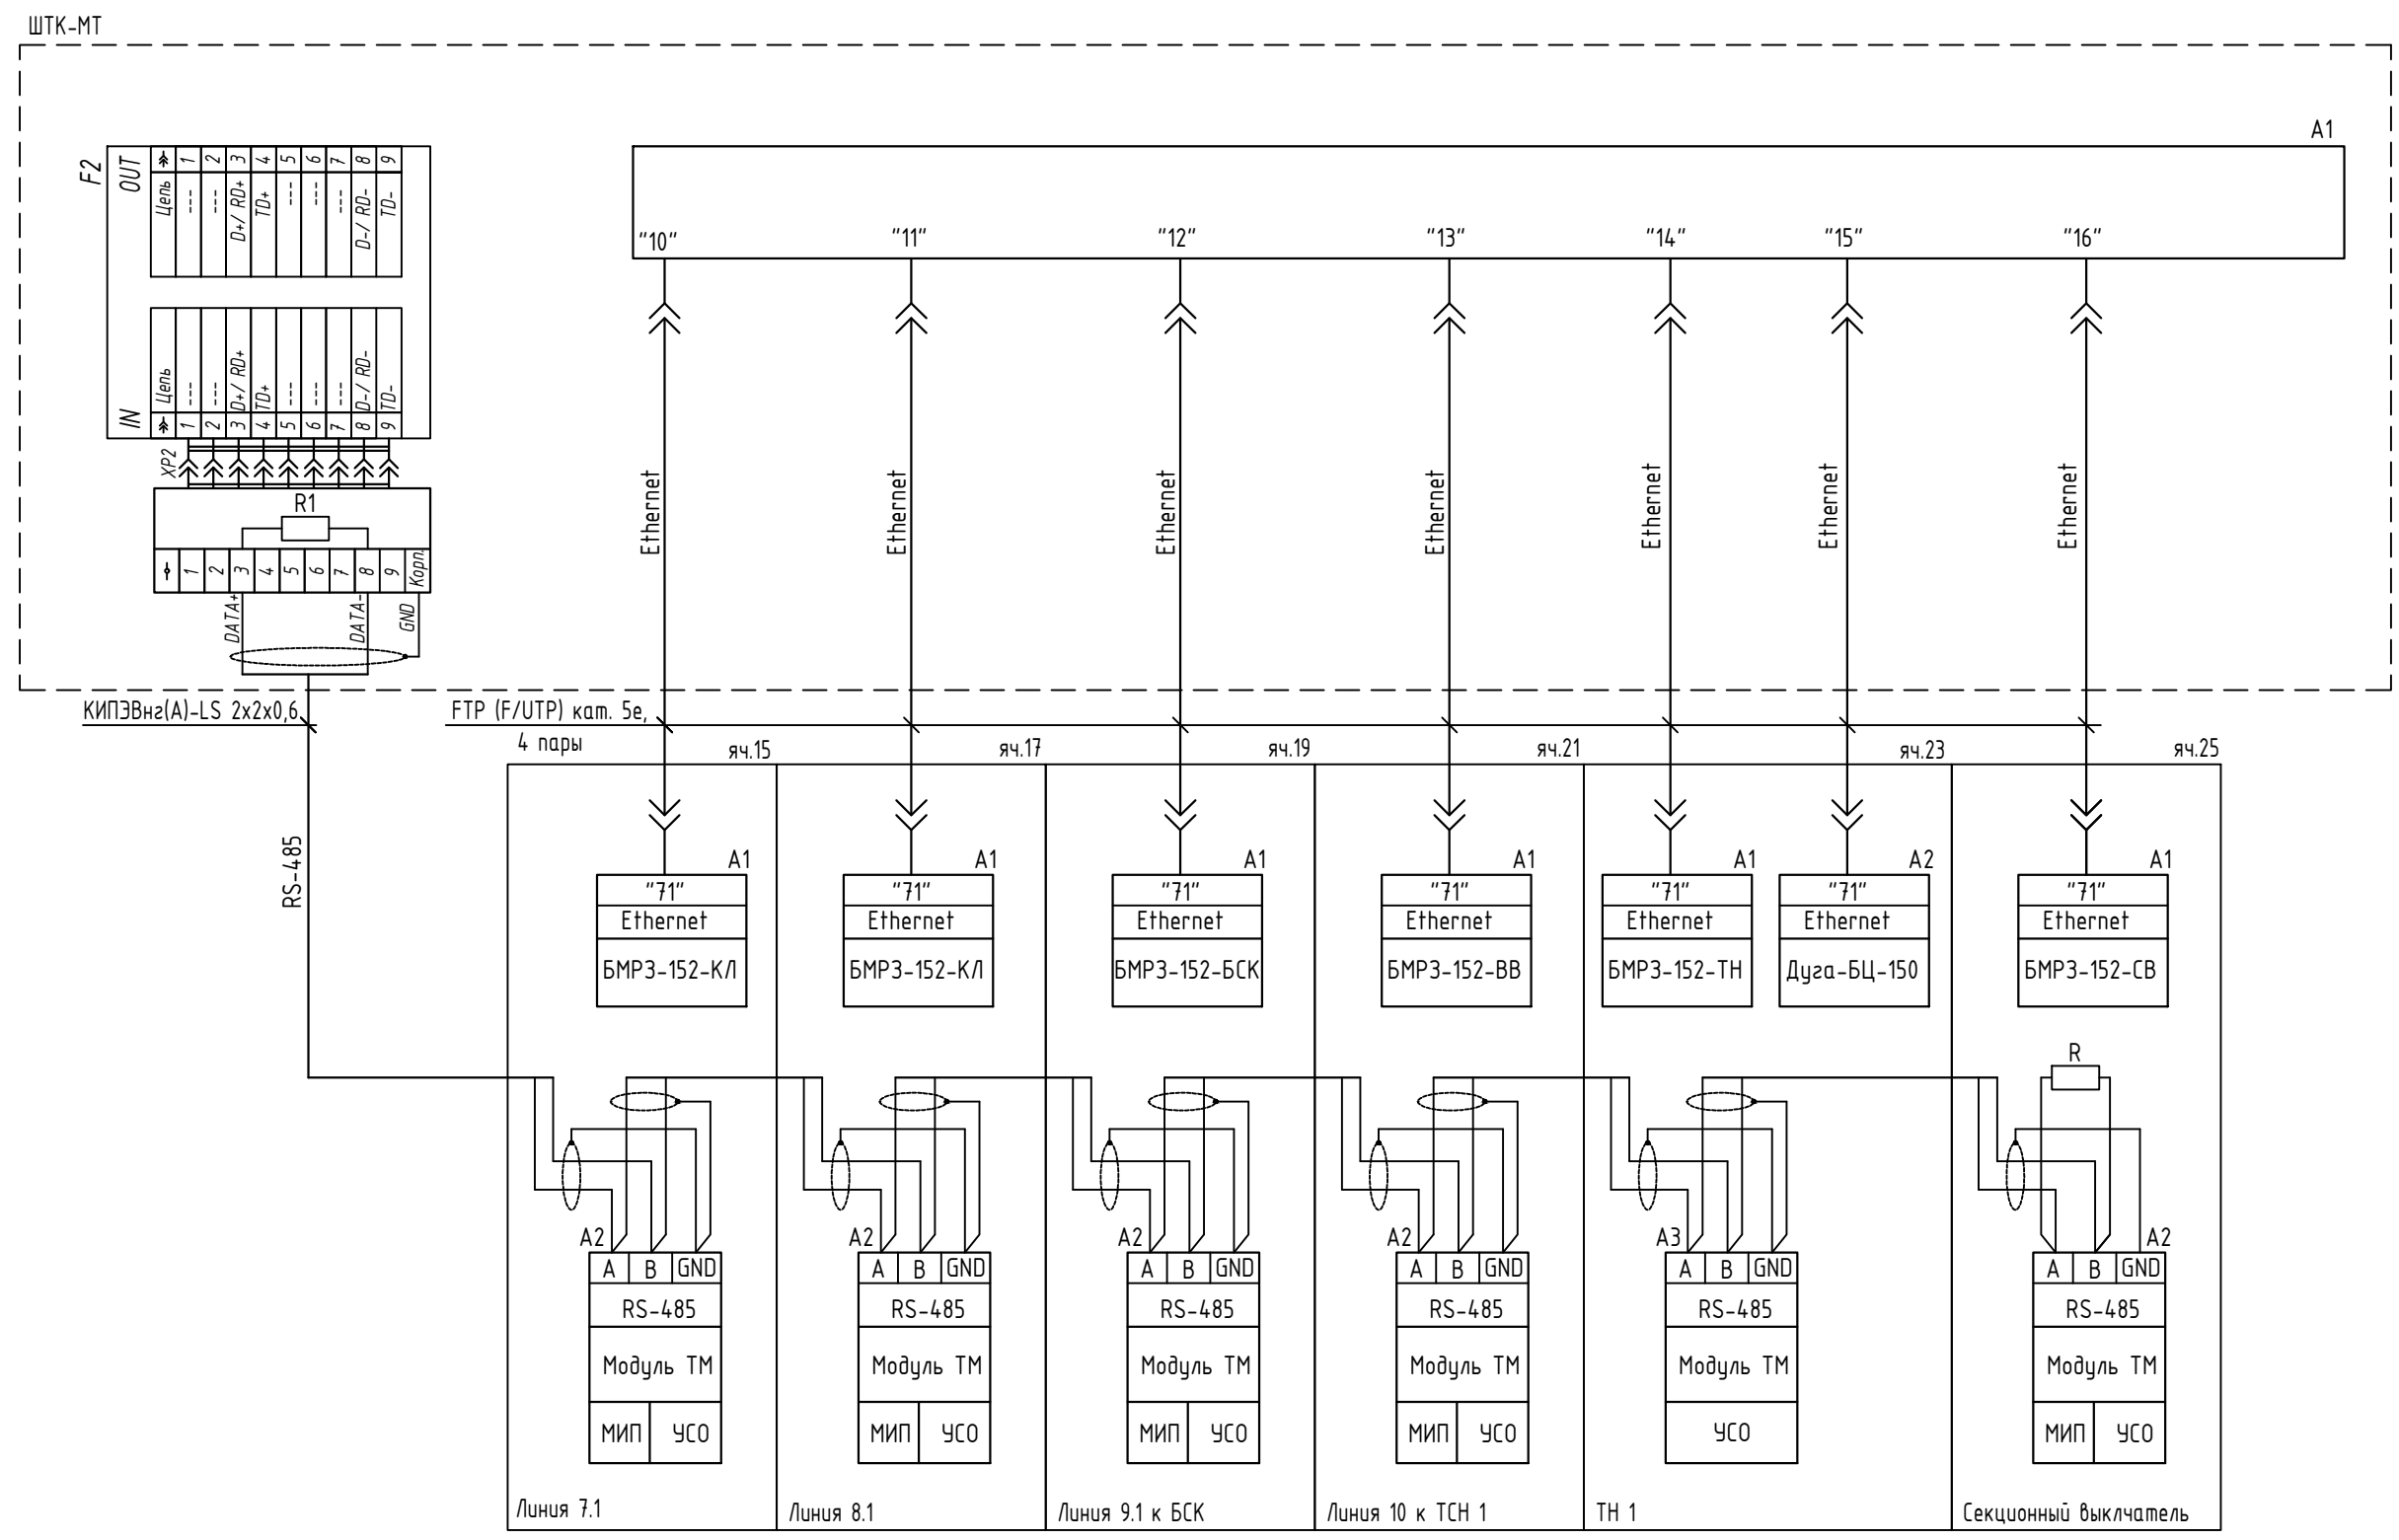 ШТК-МТ
A1
F2
OUT
Цепь
1 2 3 4 5 6 7 8 9
--- --- D+/ RD+ TD+ --- --- --- D-/ RD- TD-
IN
Цепь
--- --- D+/ RD+ TD+ --- --- --- D-/ RD- TD-
1 2 3 4 5 6 7 8 9
XP2
R1
1 2 3 4 5 6 7 8 9 Корп.
DATA+ DATA- GND
"10" "11" "12" "13" "14" "15" "16"
Ethernet Ethernet Ethernet Ethernet Ethernet Ethernet Ethernet
КИПЭВнг(А)-LS 2х2х0,6
FTP (F/UTP) кат. 5е,
4 пары
RS-485
яч.15 яч.17 яч.19 яч.21 яч.23 яч.25
A1 A1 A1 A1 A1 A2 A1
"71" "71" "71" "71" "71" "71" "71"
Ethernet Ethernet Ethernet Ethernet Ethernet Ethernet Ethernet
БМРЗ-152-КЛ БМРЗ-152-КЛ БМРЗ-152-БСК БМРЗ-152-ВВ БМРЗ-152-ТН Дуга-БЦ-150 БМРЗ-152-СВ
R
A2 A2 A2 A2 A3 A2
A B GND A B GND A B GND A B GND A B GND A B GND
RS-485 RS-485 RS-485 RS-485 RS-485 RS-485
Модуль ТМ Модуль ТМ Модуль ТМ Модуль ТМ Модуль ТМ Модуль ТМ
МИП УСО МИП УСО МИП УСО МИП УСО УСО МИП УСО
Линия 7.1 Линия 8.1 Линия 9.1 к БСК Линия 10 к ТСН 1 ТН 1 Секционный выклчатель